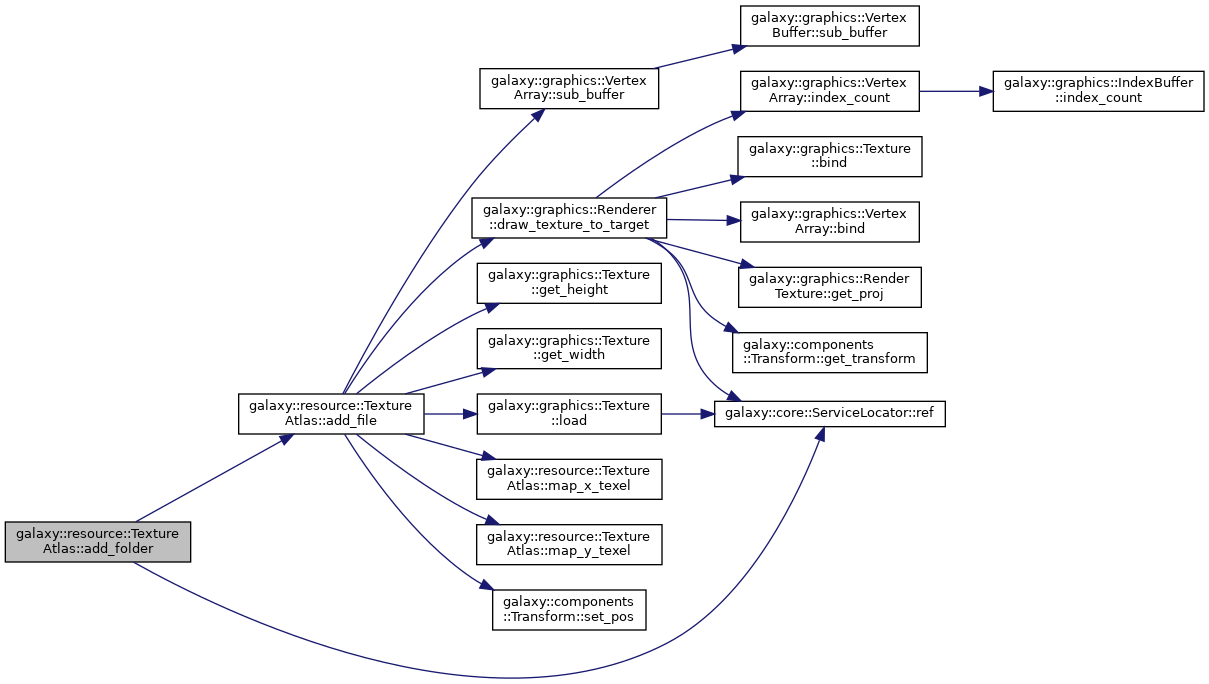 galaxy::graphics::Vertex
Buffer::sub_buffer
galaxy::graphics::Vertex
Array::sub_buffer
galaxy::graphics::Vertex
Array::index_count
galaxy::graphics::IndexBuffer
::index_count
galaxy::graphics::Texture
::bind
galaxy::graphics::Renderer
::draw_texture_to_target
galaxy::graphics::Vertex
Array::bind
galaxy::graphics::Texture
::get_height
galaxy::graphics::Render
Texture::get_proj
galaxy::graphics::Texture
::get_width
galaxy::components
::Transform::get_transform
galaxy::resource::Texture
Atlas::add_file
galaxy::graphics::Texture
::load
galaxy::core::ServiceLocator::ref
galaxy::resource::Texture
Atlas::map_x_texel
galaxy::resource::Texture
Atlas::add_folder
galaxy::resource::Texture
Atlas::map_y_texel
galaxy::components
::Transform::set_pos